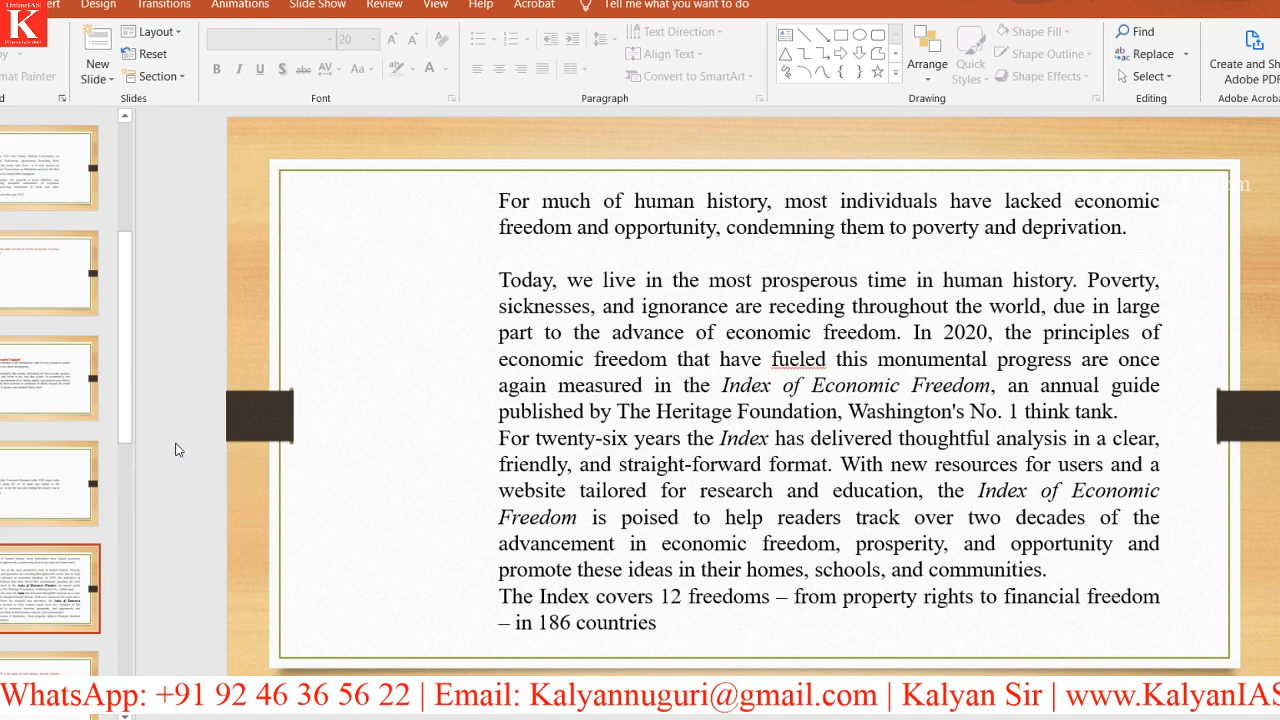 OnlineIAS
K
ert Design Transitions Animations Slide Show Review View Help Acrobat Tell me what you want to do
New
Slide
Layout
Reset
Section
mat Painter
Slides
20
Font
Text Direction
Align Text
Convert to SmartArt
Paragraph
Arrange
Quick
Styles
Shape Fill
Shape Outline
Shape Effects
Drawing
Find
Replace
Select
Editing
Create and Sh
Adobe PDF
Adobe Acroba
For much of human history, most individuals have lacked economic
freedom and opportunity, condemning them to poverty and deprivation.
Today, we live in the most prosperous time in human history. Poverty,
sicknesses, and ignorance are receding throughout the world, due in large
part to the advance of economic freedom. In 2020, the principles of
economic freedom that have fueled this monumental progress are once
again measured in the Index of Economic Freedom, an annual guide
published by The Heritage Foundation, Washington's No. 1 think tank.
For twenty-six years the Index has delivered thoughtful analysis in a clear,
friendly, and straight-forward format. With new resources for users and a
website tailored for research and education, the Index of Economic
Freedom is poised to help readers track over two decades of the
advancement in economic freedom, prosperity, and opportunity and
promote these ideas in their homes, schools, and communities.
The Index covers 12 freedoms – from property rights to financial freedom
– in 186 countries
WhatsApp: +91 92 46 36 56 22 | Email: Kalyannuguri@gmail.com | Kalyan Sir | www.KalyanIAS